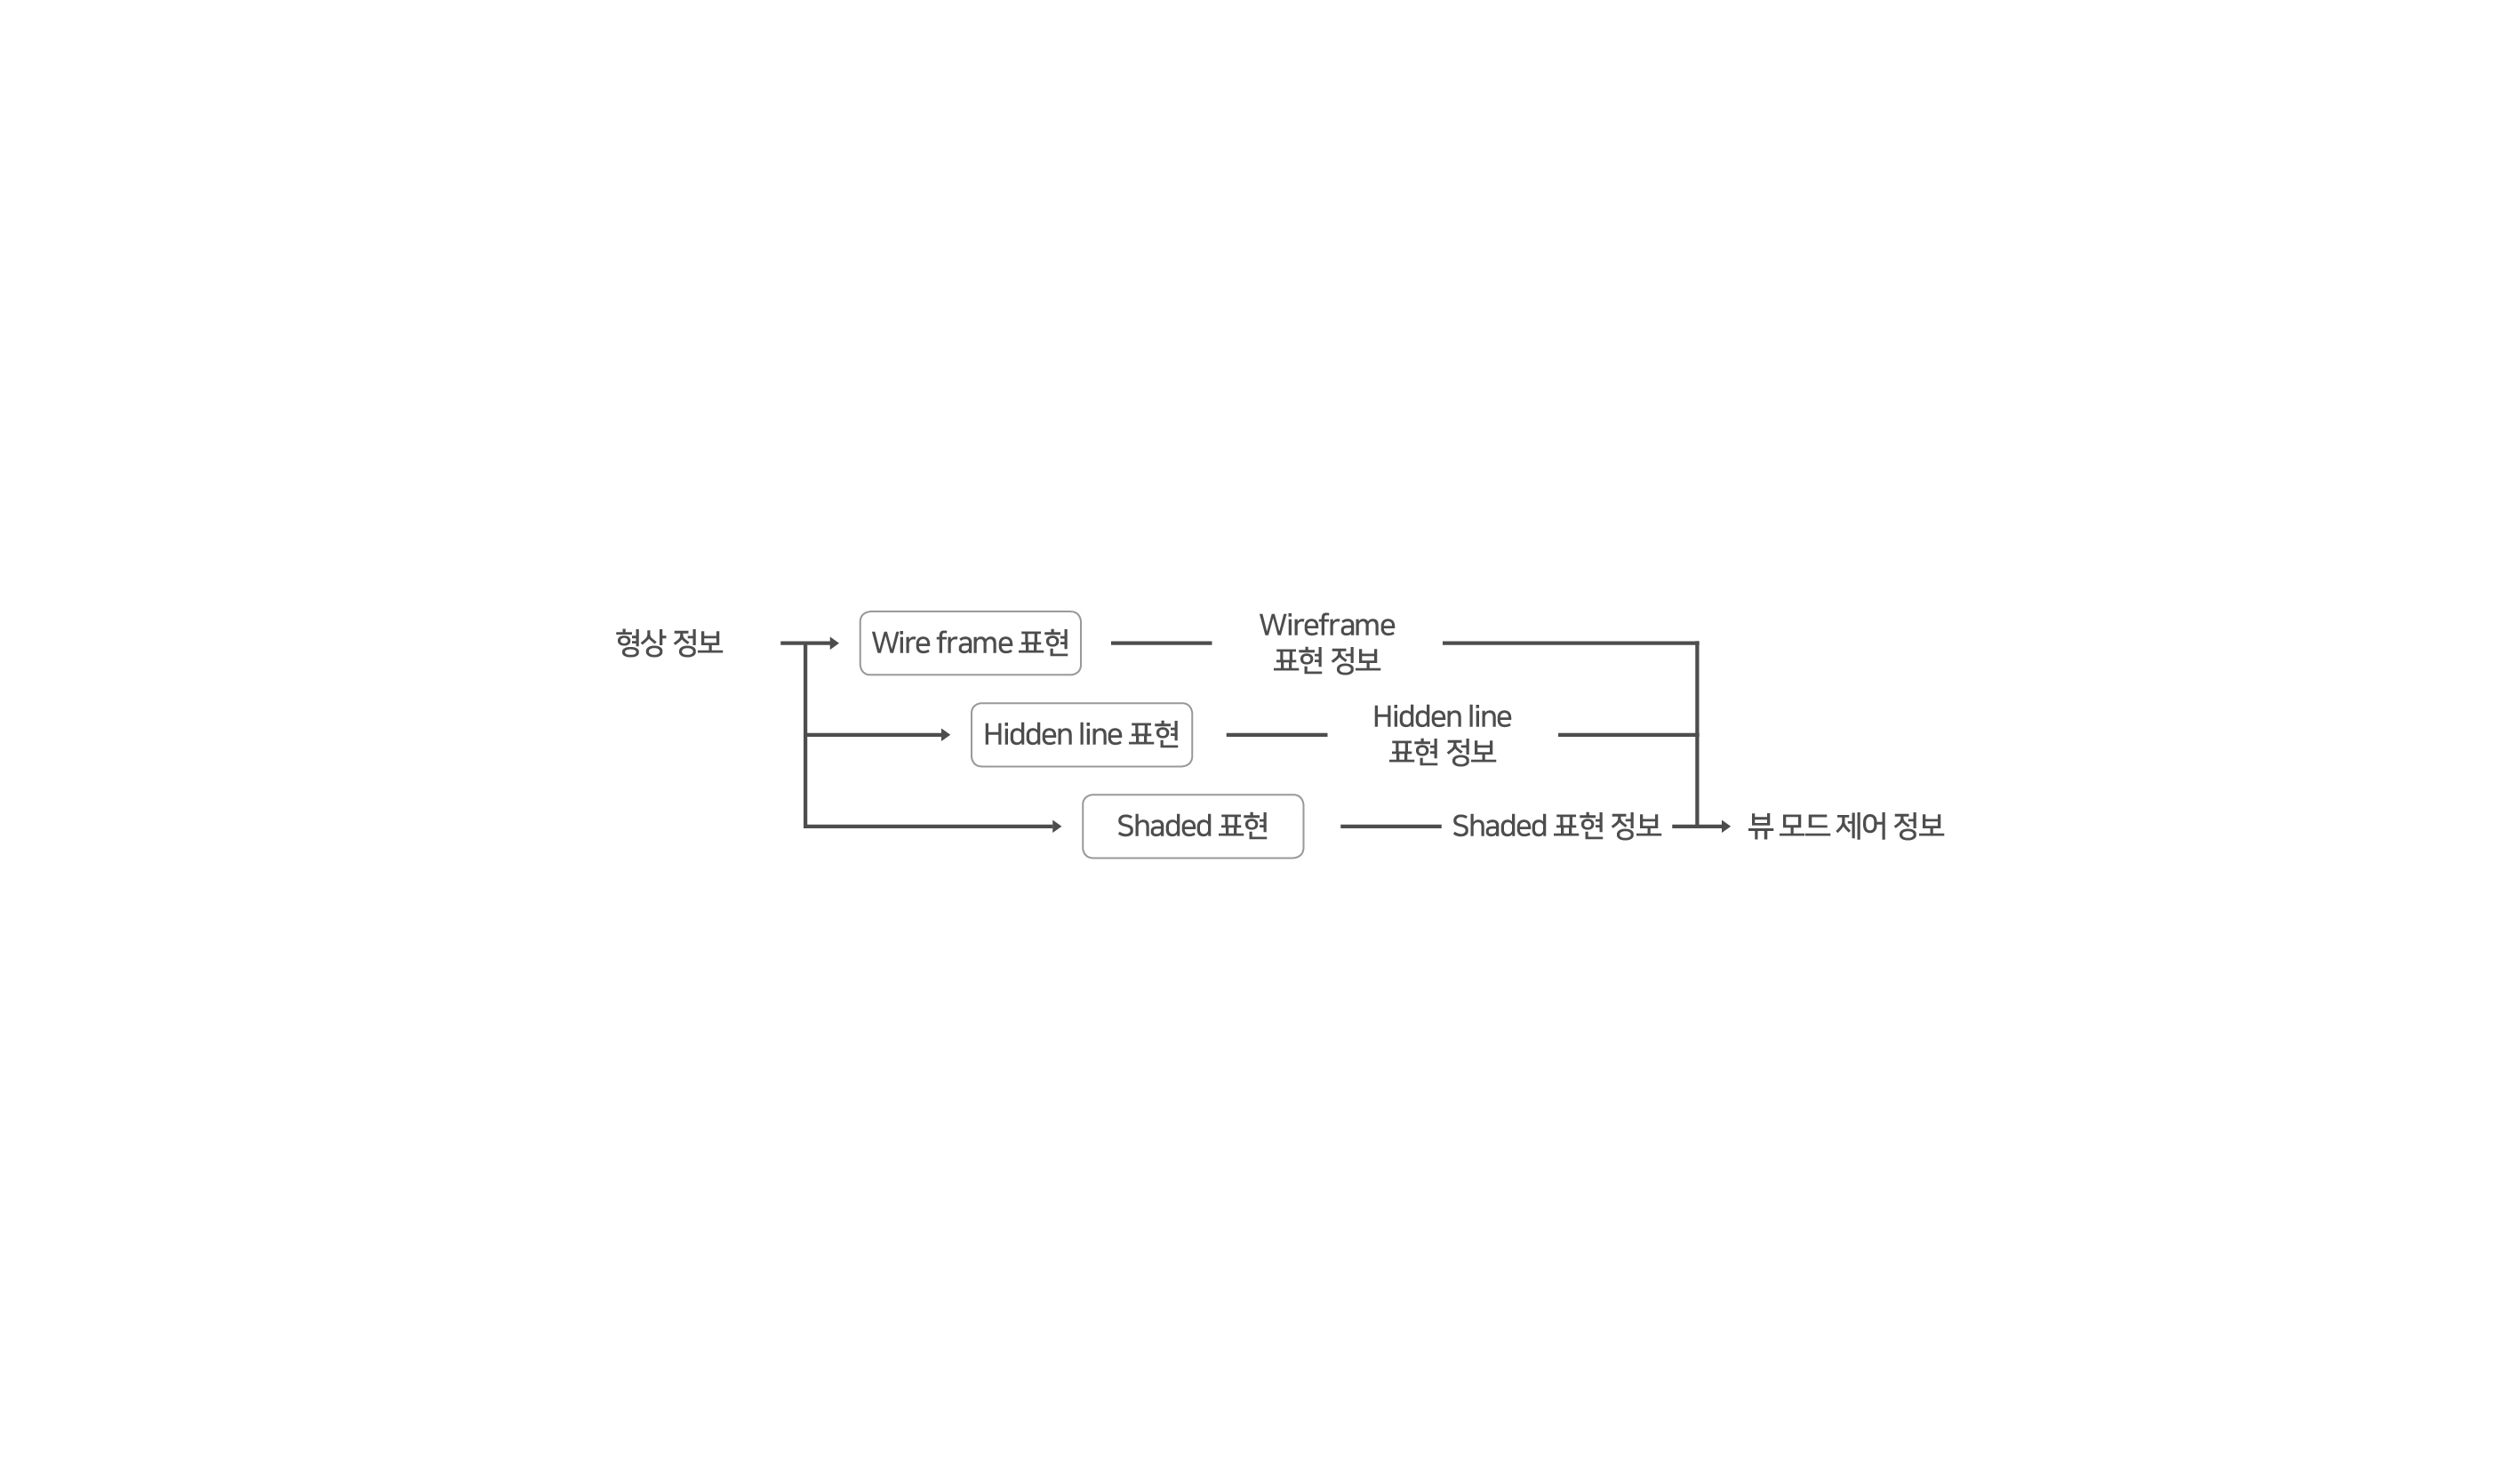 형상 정보
Wire frame 표현
Wireframe
표현 정보
Hidden line 표현
Hidden line
표현 정보
Shaded 표현
Shaded 표현 정보
뷰 모드 제어 정보